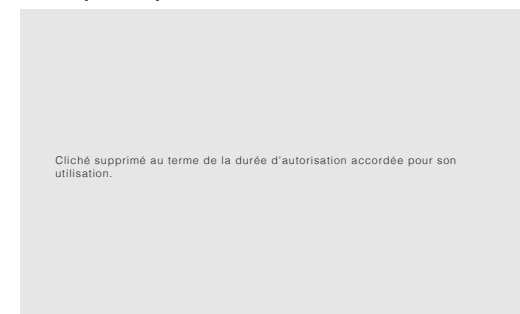 Cliché supprimé au terme de la durée d’autorisation accordée pour son
utilisation.